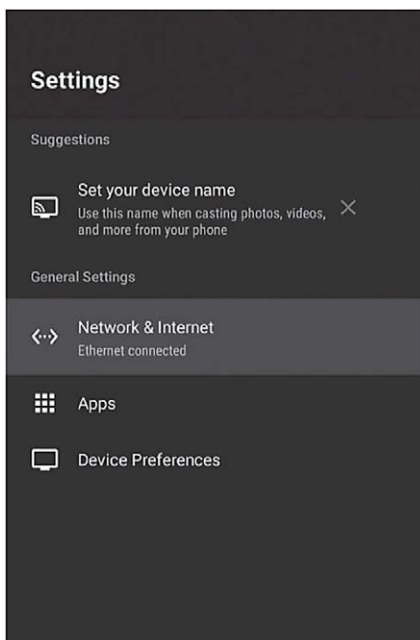 Settings
Suggestions
Set your device name
Use this name when casting photos, videos,
and more from your phone
General Settings
Network & Internet
Ethernet connected
Apps
Device Preferences